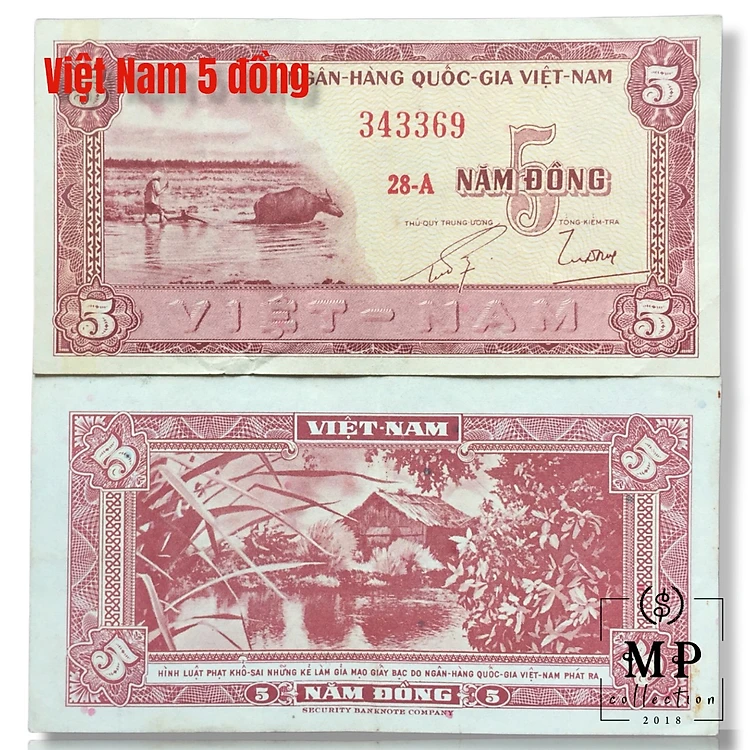 Việt Nam 5 đồng
GÂN-HÀNG QUỐC-GIA VIỆT-NAM
5
343369
5
28-A NĂM ĐỒNG
THỦ-QUỸ TRUNG-ƯƠNG TỔNG KIỂM-TRA
5 VIỆT-NAM 5
5 VIỆT-NAM 5
5
HÌNH LUẬT PHẠT KHỔ-SAI NHỮNG KẺ LÀM GIẢ MẠO GIẤY BẠC DO NGÂN-HÀNG QUỐC-GIA VIỆT-NAM PHÁT RA
5 NĂM ĐỒNG 5
SECURITY BANKNOTE COMPANY
MP
collection
2018